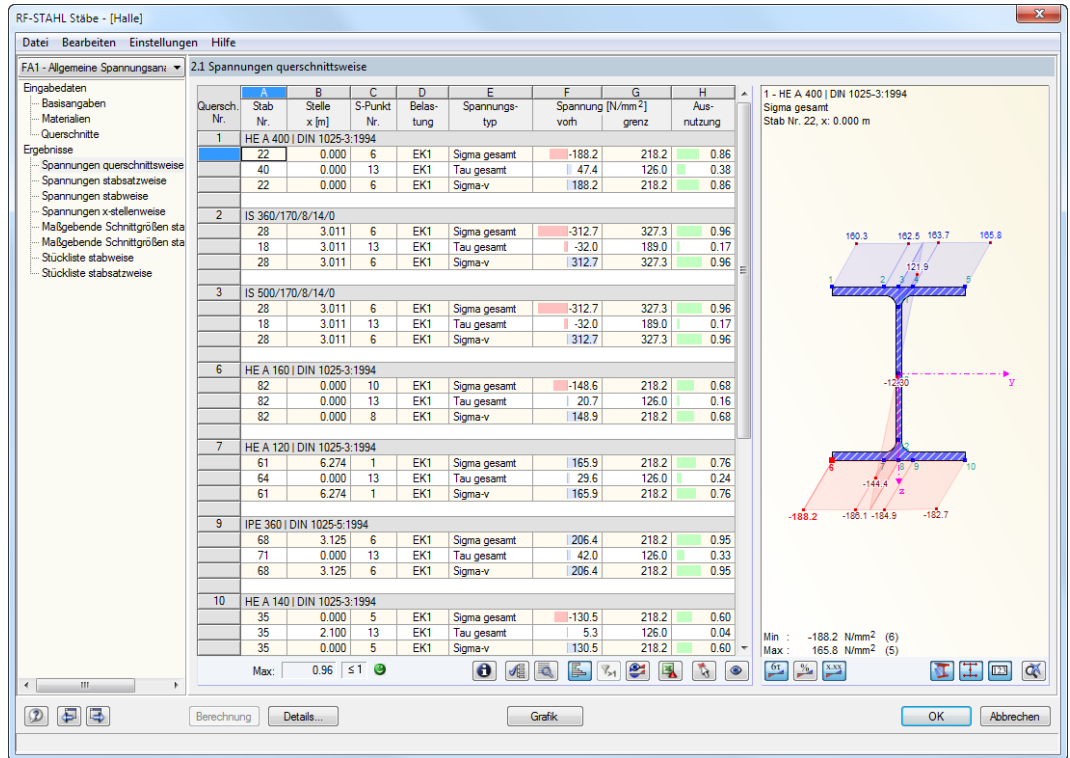 RF-STAHL Stäbe - [Halle]
Datei Bearbeiten Einstellungen Hilfe
FA1 - Allgemeine Spannungsana
2.1 Spannungen querschnittsweise
Eingabedaten
Basisangaben
Materialien
Querschnitte
Ergebnisse
Spannungen querschnittsweise
Spannungen stabsatzweise
Spannungen stabweise
Spannungen x-stellenweise
Maßgebende Schnittgrößen sta
Maßgebende Schnittgrößen sta
Stückliste stabweise
Stückliste stabsatzweise
A B C D E F G H
Quersch. Stab Stelle S-Punkt Belas- Spannungs- Spannung [N/mm²] Aus-
Nr. Nr. x [m] Nr. tung typ vorh grenz nutzung
1 HE A 400 | DIN 1025-3:1994
22 0.000 6 EK1 Sigma gesamt -188.2 218.2 0.86
40 0.000 13 EK1 Tau gesamt 47.4 126.0 0.38
22 0.000 6 EK1 Sigma-v 188.2 218.2 0.86
2 IS 360/170/8/14/0
28 3.011 6 EK1 Sigma gesamt -312.7 327.3 0.96
18 3.011 13 EK1 Tau gesamt -32.0 189.0 0.17
28 3.011 6 EK1 Sigma-v 312.7 327.3 0.96
3 IS 500/170/8/14/0
28 3.011 6 EK1 Sigma gesamt -312.7 327.3 0.96
18 3.011 13 EK1 Tau gesamt -32.0 189.0 0.17
28 3.011 6 EK1 Sigma-v 312.7 327.3 0.96
6 HE A 160 | DIN 1025-3:1994
82 0.000 10 EK1 Sigma gesamt -148.6 218.2 0.68
82 0.000 13 EK1 Tau gesamt 20.7 126.0 0.16
82 0.000 8 EK1 Sigma-v 148.9 218.2 0.68
7 HE A 120 | DIN 1025-3:1994
61 6.274 1 EK1 Sigma gesamt 165.9 218.2 0.76
64 0.000 13 EK1 Tau gesamt 29.6 126.0 0.24
61 6.274 1 EK1 Sigma-v 165.9 218.2 0.76
9 IPE 360 | DIN 1025-5:1994
68 3.125 6 EK1 Sigma gesamt 206.4 218.2 0.95
71 0.000 13 EK1 Tau gesamt 42.0 126.0 0.33
68 3.125 6 EK1 Sigma-v 206.4 218.2 0.95
10 HE A 140 | DIN 1025-3:1994
35 0.000 5 EK1 Sigma gesamt -130.5 218.2 0.60
35 2.100 13 EK1 Tau gesamt 5.3 126.0 0.04
35 0.000 5 EK1 Sigma-v 130.5 218.2 0.60
Max: 0.96 ≤ 1
1 - HE A 400 | DIN 1025-3:1994
Sigma gesamt
Stab Nr. 22, x: 0.000 m
160.3 162.5 163.7 165.8
121.9
1 2 3 4 5
y
6 7 8 9 10
-144.4
z
-188.2 -186.1 -184.9 -182.7
Min : -188.2 N/mm² (6)
Max : 165.8 N/mm² (5)
Berechnung Details... Grafik OK Abbrechen